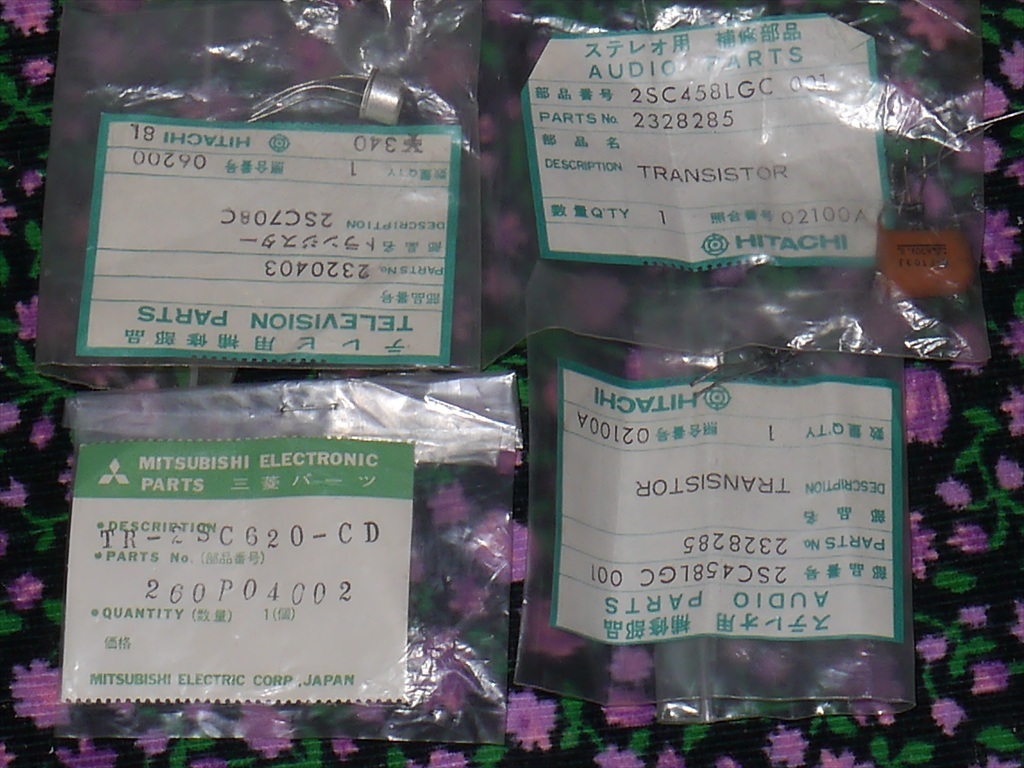 テレビ用補修部品
TELEVISION PARTS
部品番号
PARTS No. 2320403
部品名 トランジスター
DESCRIPTION 2SC708C
数量 Q'TY 1 照合番号 06200
¥340 HITACHI 8L
ステレオ用 補修部品
AUDIO PARTS
部品番号 2SC458LGC 001
PARTS No. 2328285
部品名
DESCRIPTION TRANSISTOR
数量 Q'TY 1 照合番号 02100A
HITACHI
MITSUBISHI ELECTRONIC
PARTS 三菱パーツ
•DESCRIPTION
TR-2SC620-CD
•PARTS No. (部品番号)
260P04002
•QUANTITY (数量) 1(個)
価格
MITSUBISHI ELECTRIC CORP. JAPAN
ステレオ用 補修部品
AUDIO PARTS
部品番号 2SC458LGC 001
PARTS No. 2328285
部品名
DESCRIPTION TRANSISTOR
数量 Q'TY 1 照合番号 02100A
HITACHI